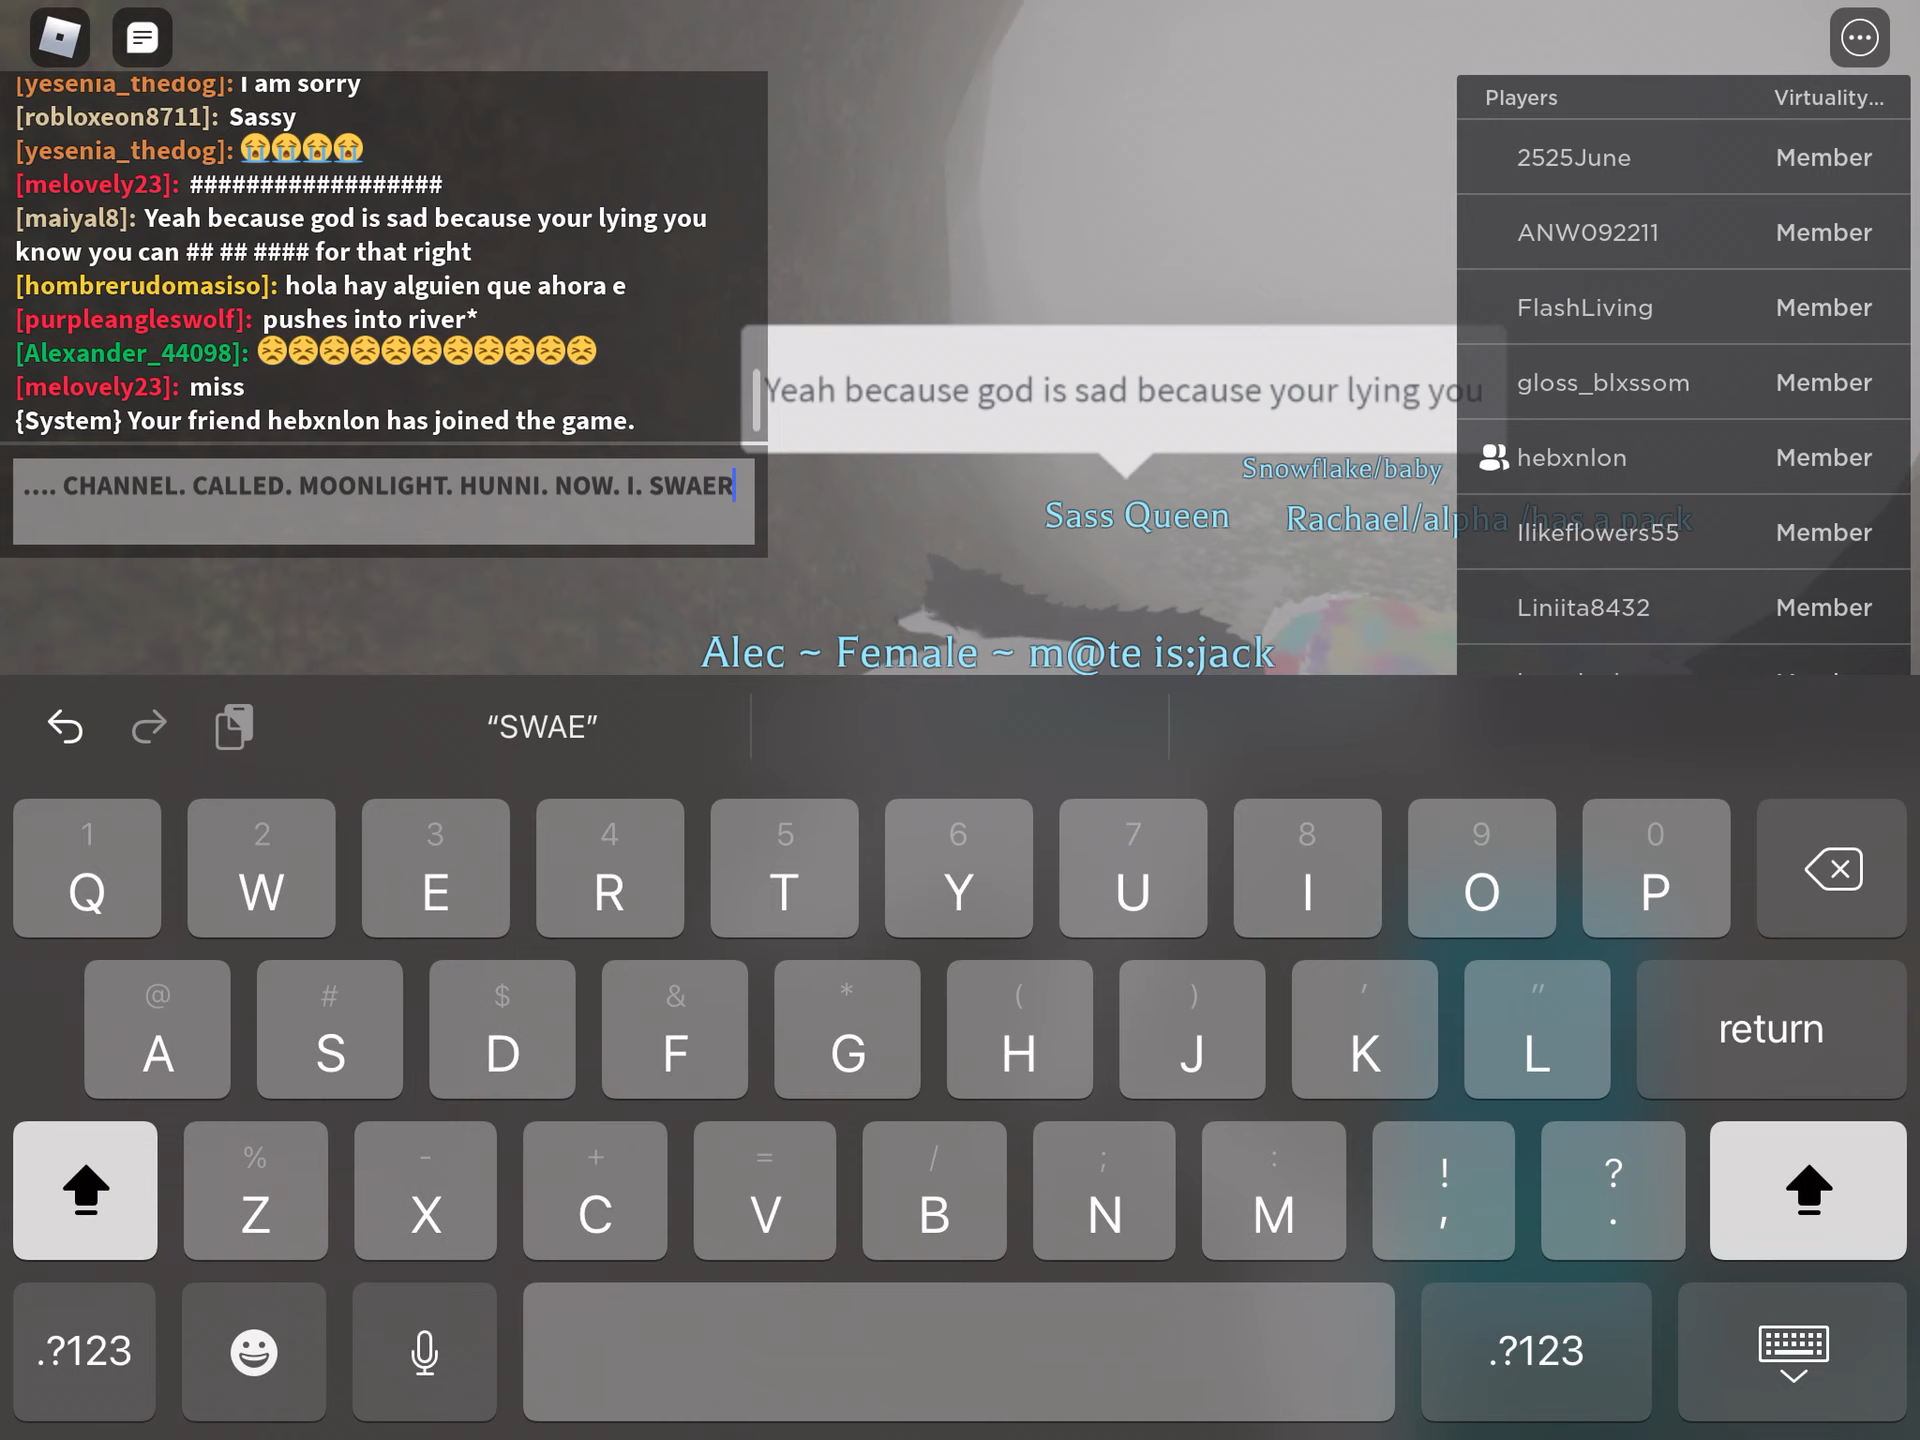 [yesenia_thedog]: I am sorry
[robloxeon8711]: Sassy
[yesenia_thedog]: 😭😭😭😭
[melovely23]: ##################
[maiyal8]: Yeah because god is sad because your lying you
know you can ## ## #### for that right
[hombrerudomasiso]: hola hay alguien que ahora e
[purpleangleswolf]: pushes into river*
[Alexander_44098]: 😣😣😣😣😣😣😣😣😣😣😣
[melovely23]: miss
{System} Your friend hebxnlon has joined the game.
.... CHANNEL. CALLED. MOONLIGHT. HUNNI. NOW. I. SWAER
Yeah because god is sad because your lying you
Snowflake/baby
Sass Queen
Rachael/alpha /has a pack
Alec ~ Female ~ m@te is:jack
Players Virtuality...
2525June Member
ANW092211 Member
FlashLiving Member
gloss_blxssom Member
hebxnlon Member
Liniita8432 Member
“SWAE”
1 2 3 4 5 6 7 8 9 0
Q W E R T Y U I O P
@ # $ & * ( ) ' "
A S D F G H J K L return
% - + = / ; : ! ?
Z X C V B N M , .
.?123 .?123